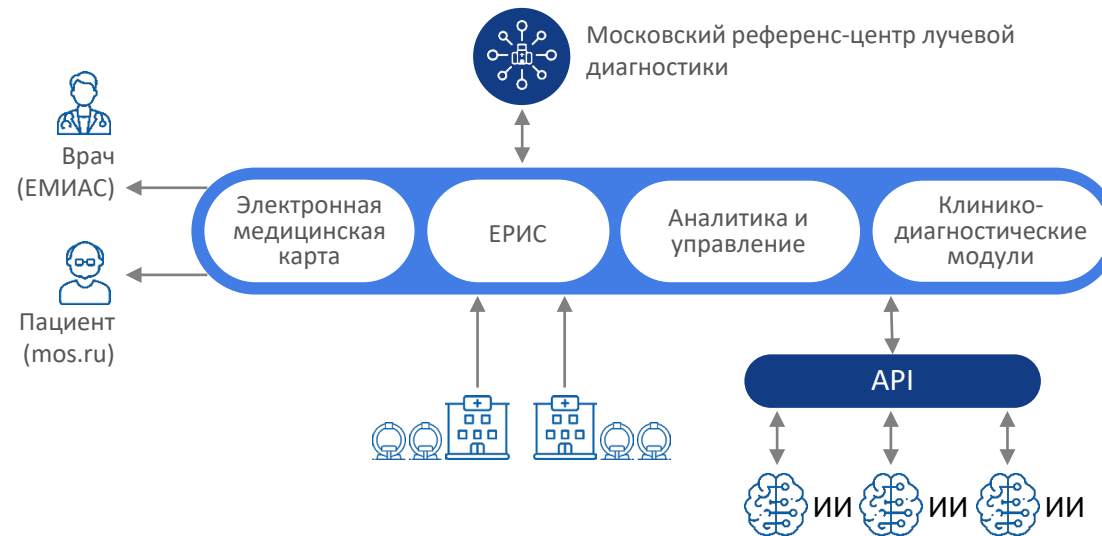 Московский референс-центр лучевой
диагностики
Врач
(ЕМИАС)
Пациент
(mos.ru)
Электронная
медицинская
карта
ЕРИС
Аналитика и
управление
Клинико-
диагностические
модули
API
ИИ
ИИ
ИИ